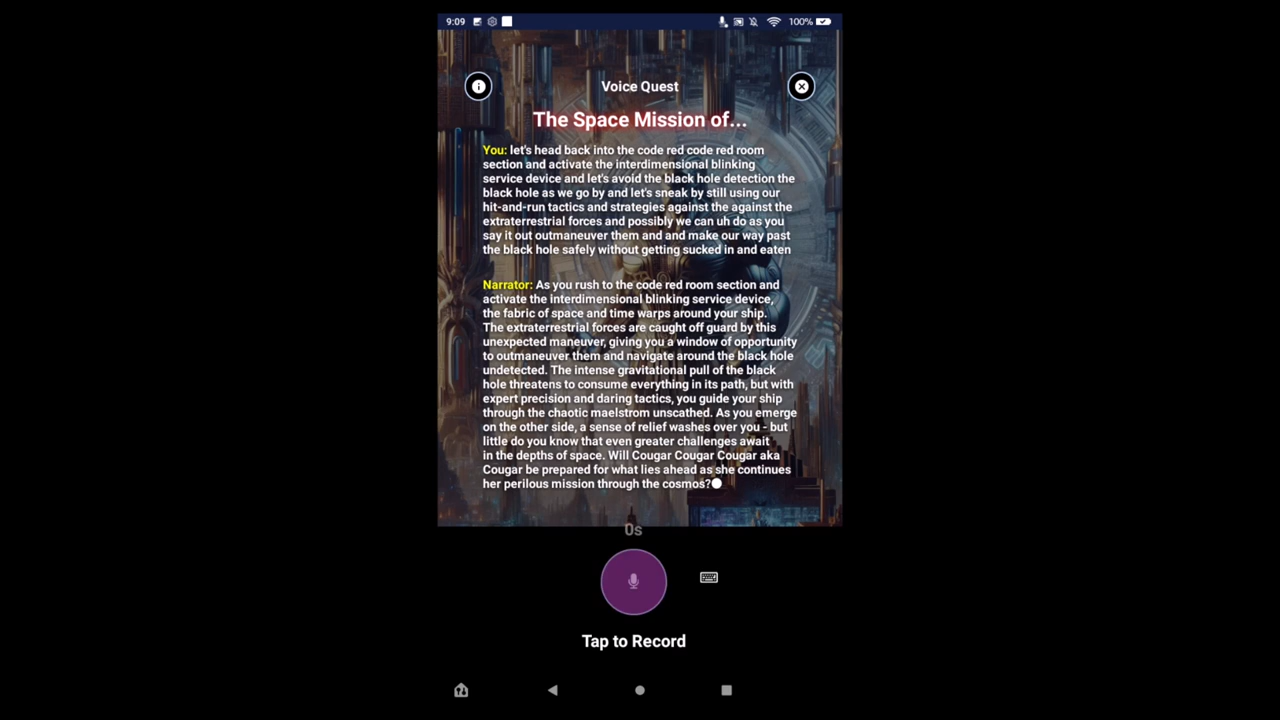 9:09
100%
Voice Quest
The Space Mission of...
You: let's head back into the code red code red room
section and activate the interdimensional blinking
service device and let's avoid the black hole detection the
black hole as we go by and let's sneak by still using our
hit-and-run tactics and strategies against the against the
extraterrestrial forces and possibly we can uh do as you
say it out outmaneuver them and and make our way past
the black hole safely without getting sucked in and eaten
Narrator: As you rush to the code red room section and
activate the interdimensional blinking service device,
the fabric of space and time warps around your ship.
The extraterrestrial forces are caught off guard by this
unexpected maneuver, giving you a window of opportunity
to outmaneuver them and navigate around the black hole
undetected. The intense gravitational pull of the black
hole threatens to consume everything in its path, but with
expert precision and daring tactics, you guide your ship
through the chaotic maelstrom unscathed. As you emerge
on the other side, a sense of relief washes over you - but
little do you know that even greater challenges await
in the depths of space. Will Cougar Cougar Cougar aka
Cougar be prepared for what lies ahead as she continues
her perilous mission through the cosmos?
0s
Tap to Record